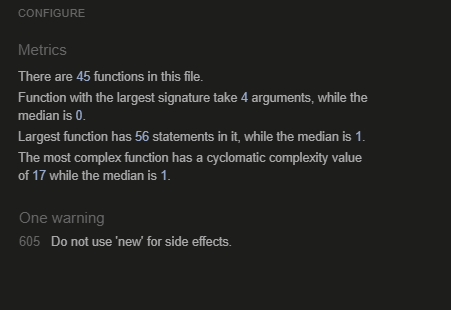 CONFIGURE
Metrics
There are 45 functions in this file.
Function with the largest signature take 4 arguments, while the
median is 0.
Largest function has 56 statements in it, while the median is 1.
The most complex function has a cyclomatic complexity value
of 17 while the median is 1.
One warning
605 Do not use 'new' for side effects.